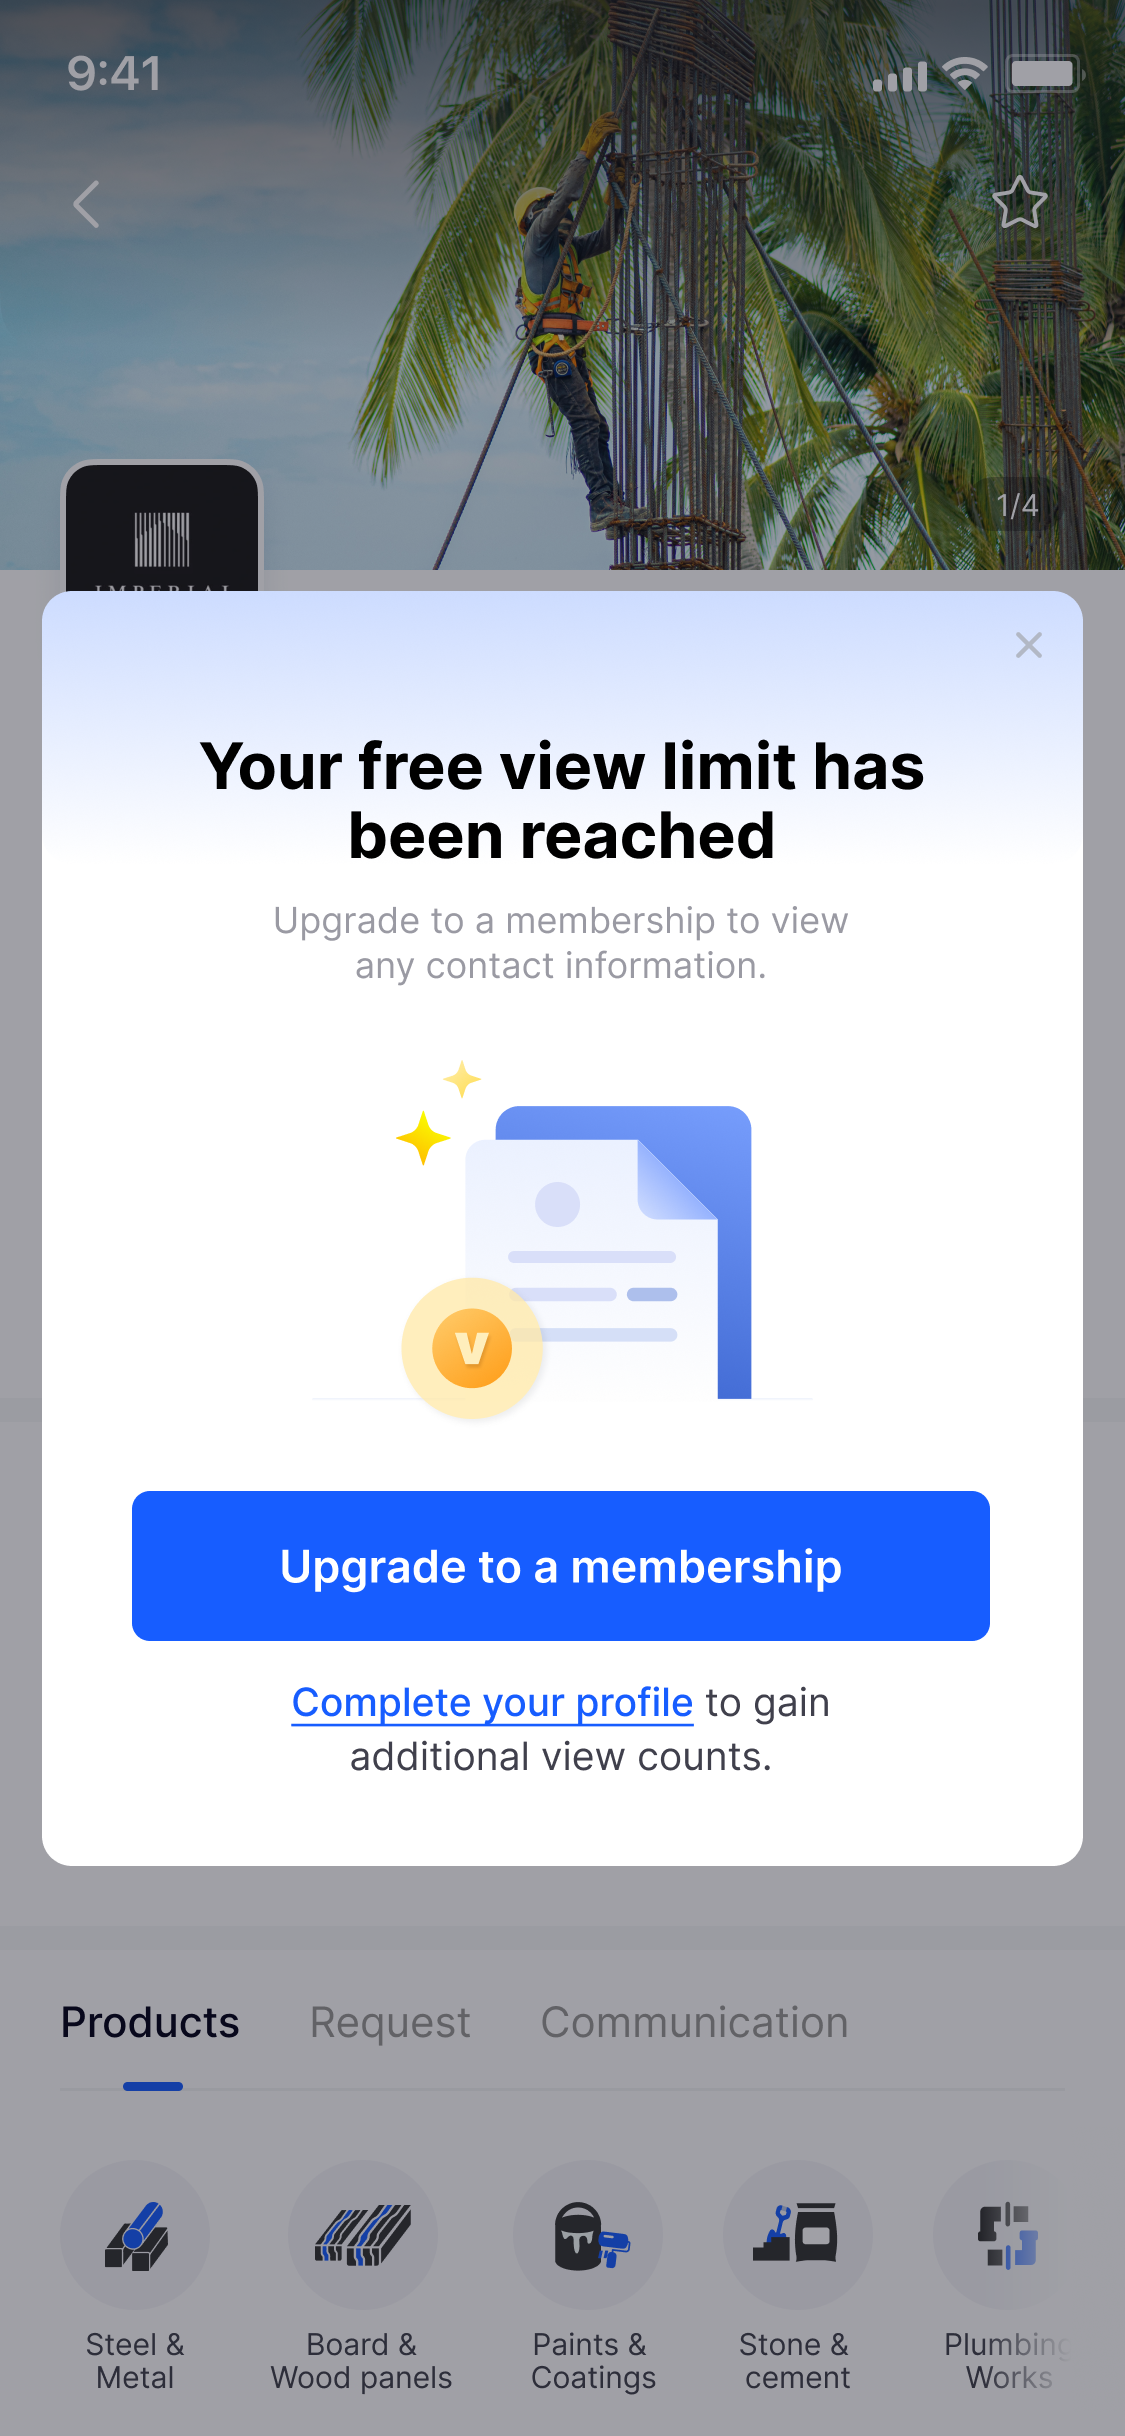 9:41
1/4
IMPERIAL
Your free view limit has
been reached
Upgrade to a membership to view
any contact information.
V
Upgrade to a membership
Complete your profile to gain
additional view counts.
Products
Request
Communication
Steel &
Metal
Board &
Wood panels
Paints &
Coatings
Stone &
cement
Plumbing
Works